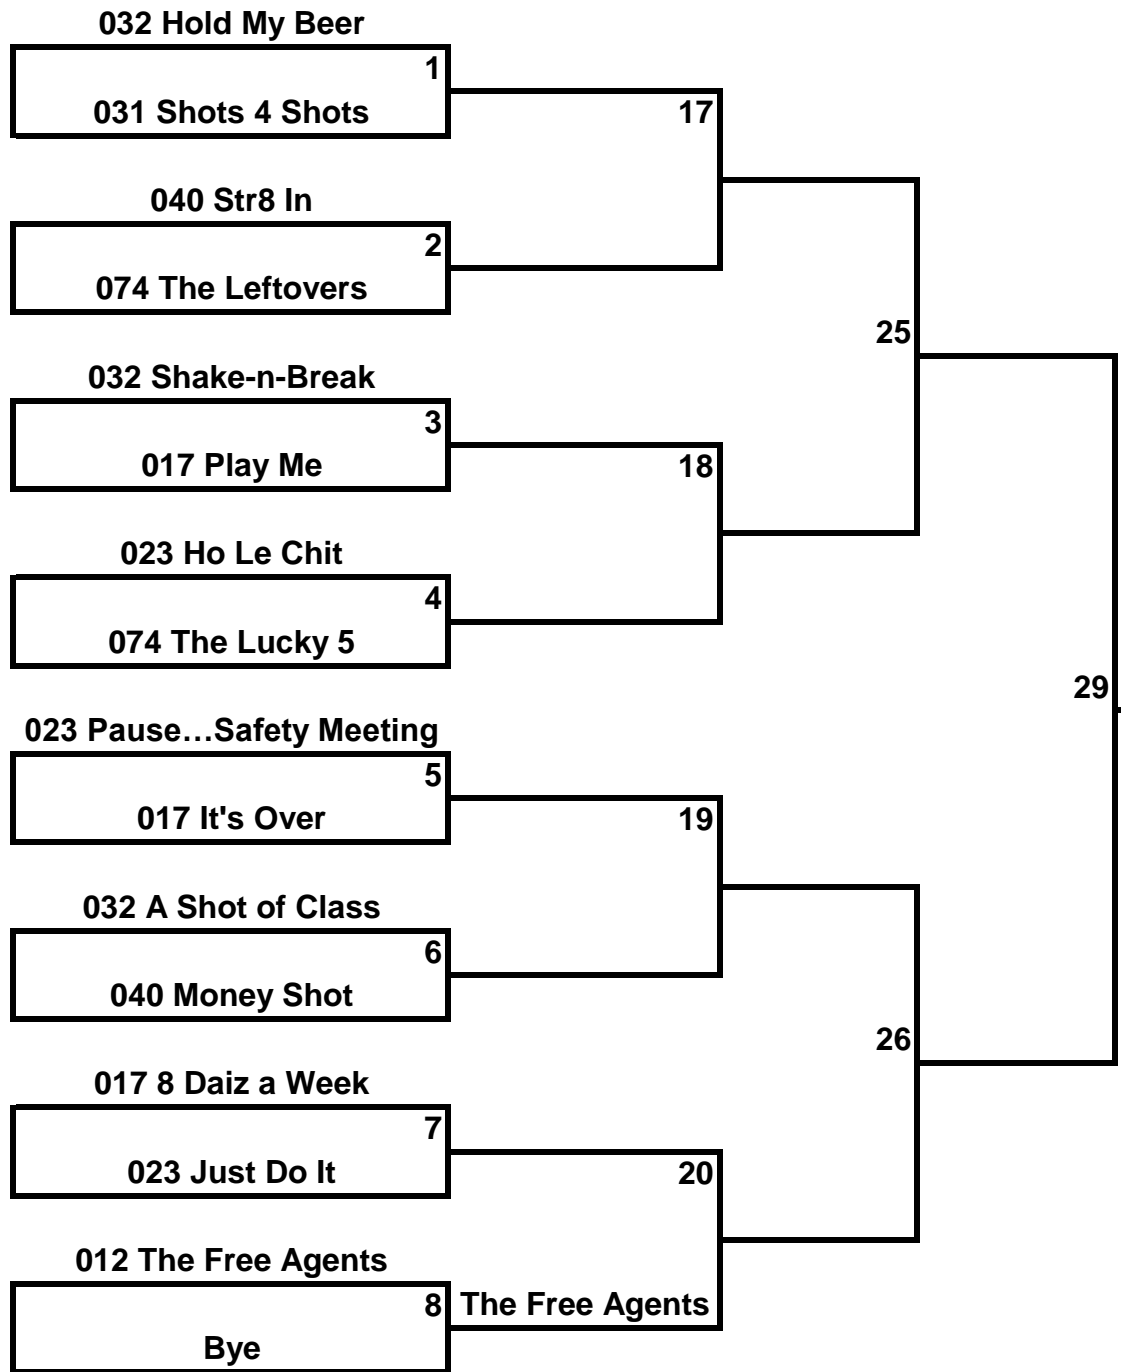 032 Hold My Beer
1
031 Shots 4 Shots
17
040 Str8 In
2
074 The Leftovers
25
032 Shake-n-Break
3
017 Play Me
18
023 Ho Le Chit
4
074 The Lucky 5
29
023 Pause…Safety Meeting
5
017 It's Over
19
032 A Shot of Class
6
040 Money Shot
26
017 8 Daiz a Week
7
023 Just Do It
20
012 The Free Agents
8
The Free Agents
Bye